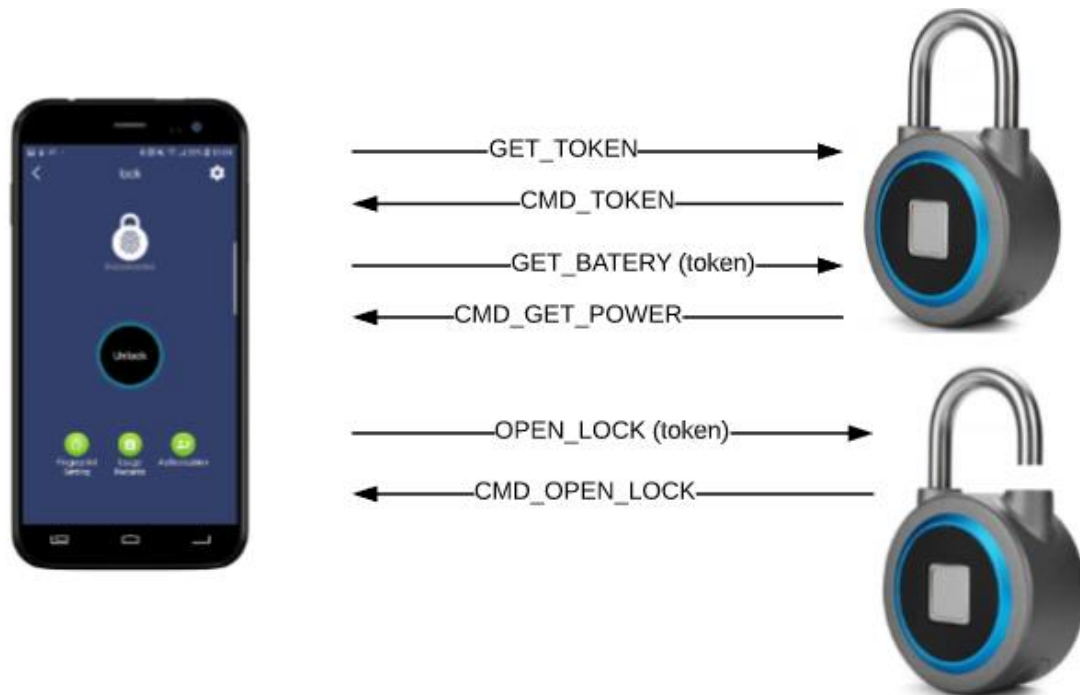 lock
Unlock
GET_TOKEN
CMD_TOKEN
GET_BATERY (token)
CMD_GET_POWER
OPEN_LOCK (token)
CMD_OPEN_LOCK